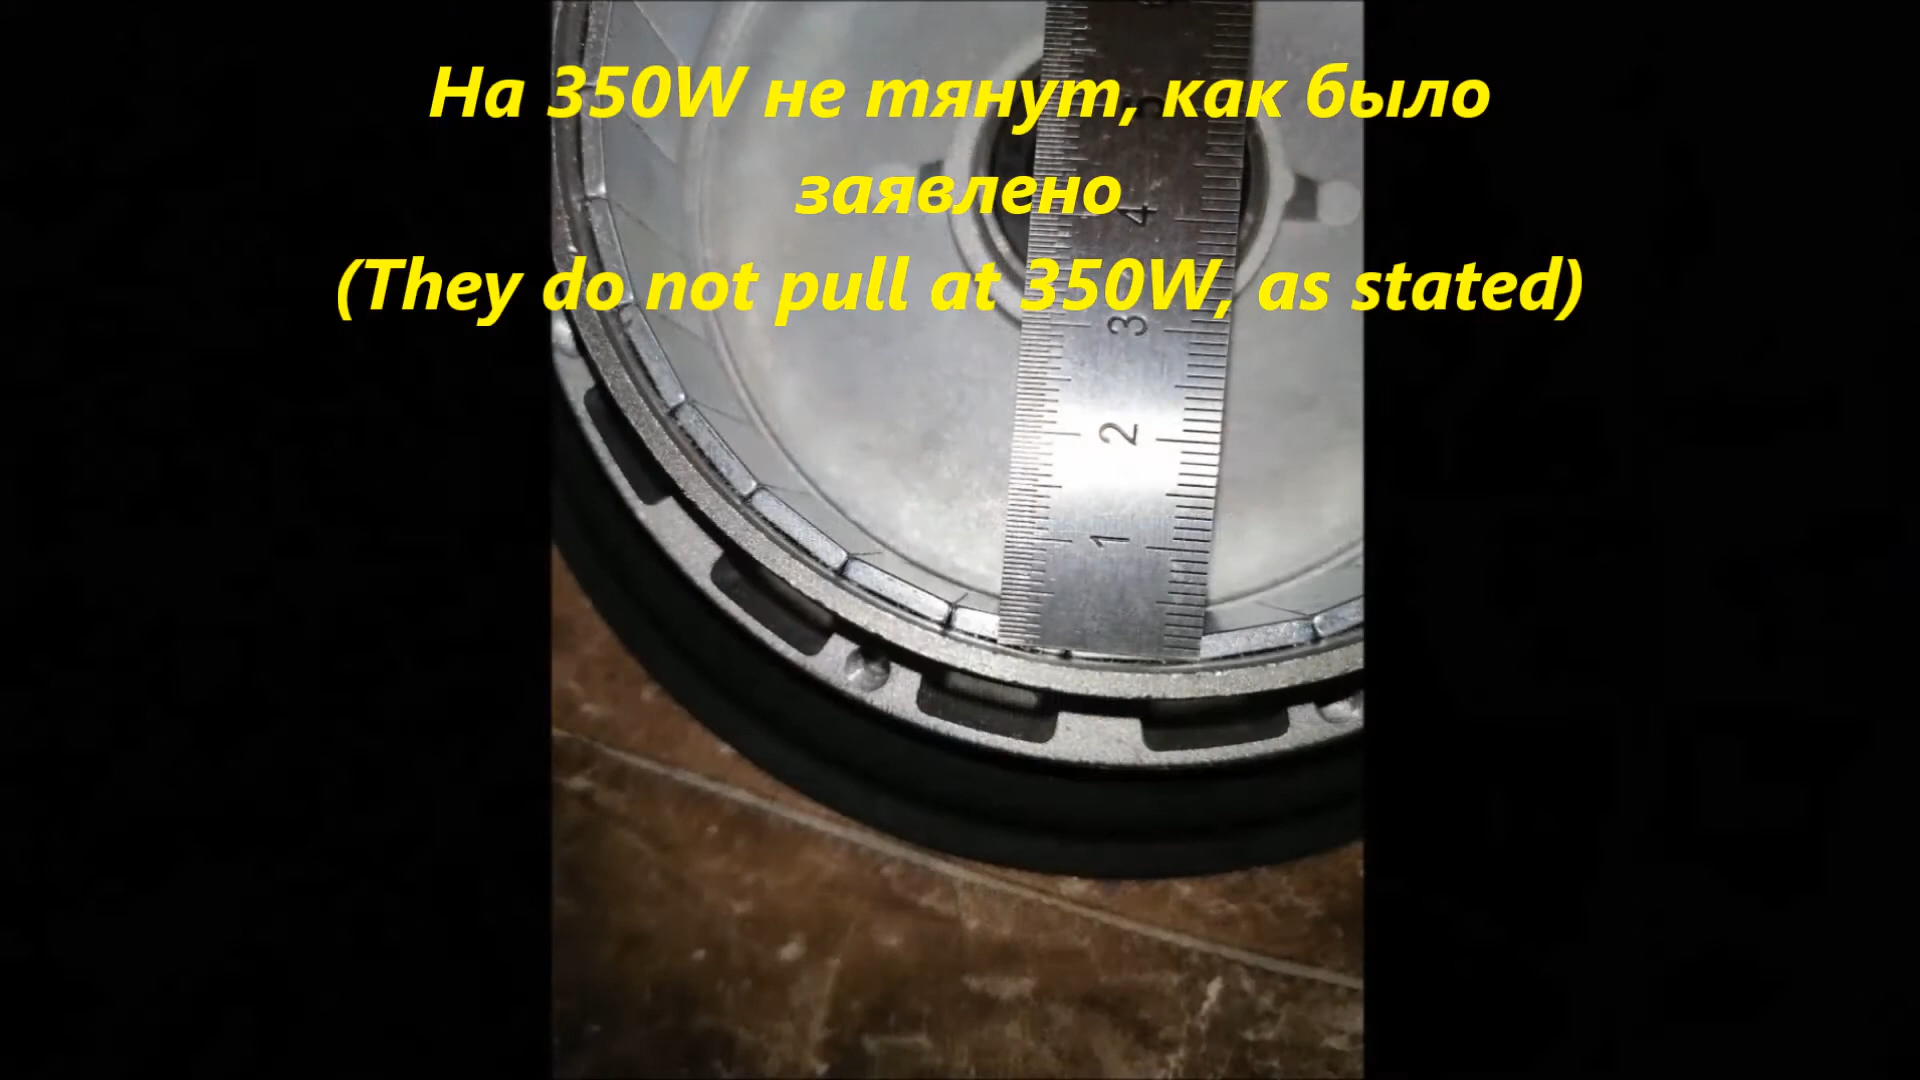 На 350W не тянут, как было
заявлено
(They do not pull at 350W, as stated)
4
3
2
1